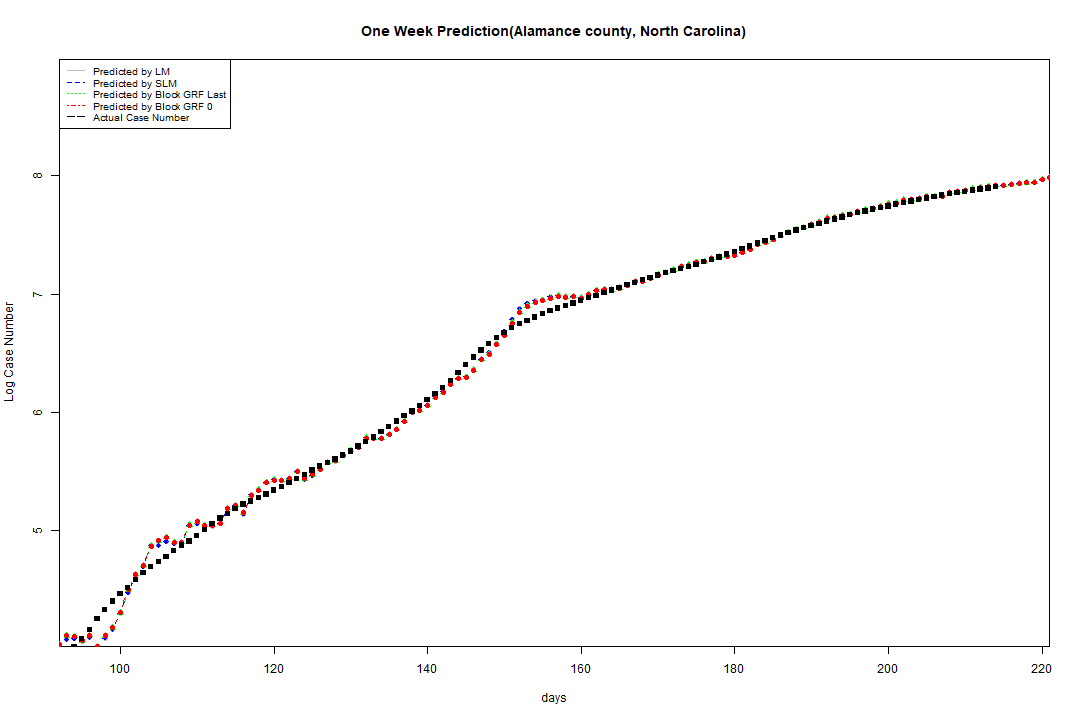 One Week Prediction(Alamance county, North Carolina)
Predicted by LM
Predicted by SLM
Predicted by Block GRF Last
Predicted by Block GRF 0
Actual Case Number
8
7
6
5
Log Case Number
100 120 140 160 180 200 220
days